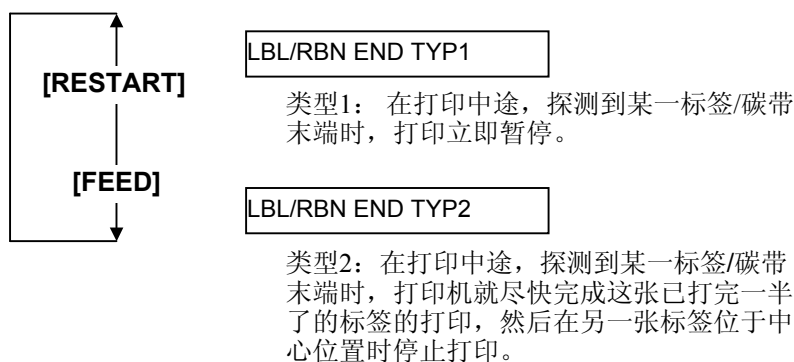 LBL/RBN END TYP1
[RESTART]
类型1： 在打印中途，探测到某一标签/碳带
末端时，打印立即暂停。
[FEED]
LBL/RBN END TYP2
类型2：在打印中途，探测到某一标签/碳带
末端时，打印机就尽快完成这张已打完一半
了的标签的打印，然后在另一张标签位于中
心位置时停止打印。